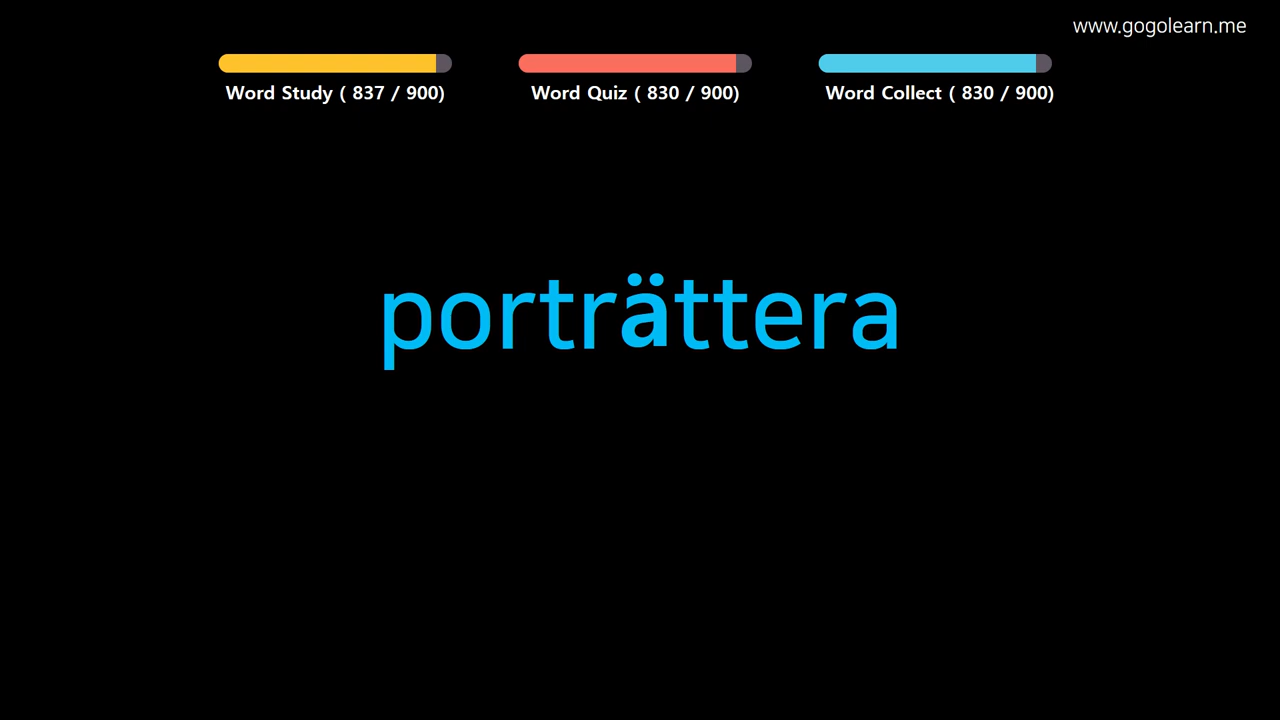 www.gogolearn.me
Word Study ( 837 / 900)
Word Quiz ( 830 / 900)
Word Collect ( 830 / 900)
porträttera